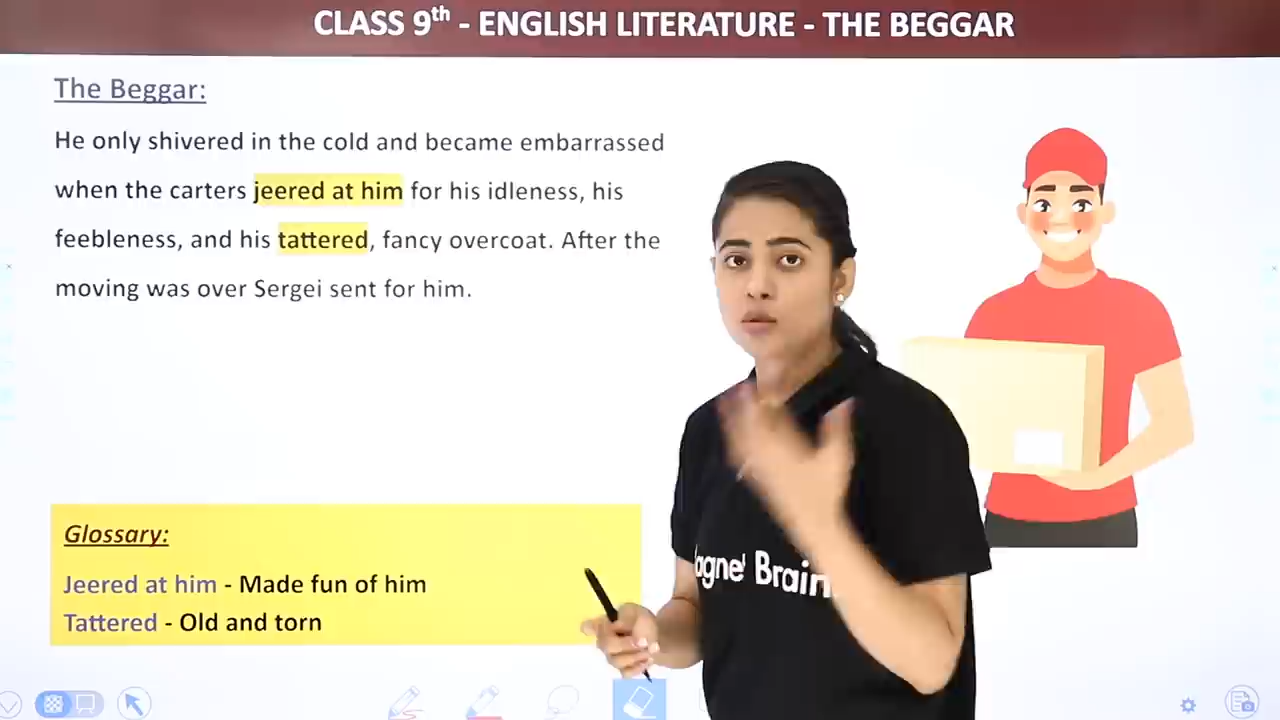 CLASS 9th - ENGLISH LITERATURE - THE BEGGAR
The Beggar:
He only shivered in the cold and became embarrassed
when the carters jeered at him for his idleness, his
feebleness, and his tattered, fancy overcoat. After the
moving was over Sergei sent for him.
Glossary:
Jeered at him - Made fun of him
Tattered - Old and torn
Brain